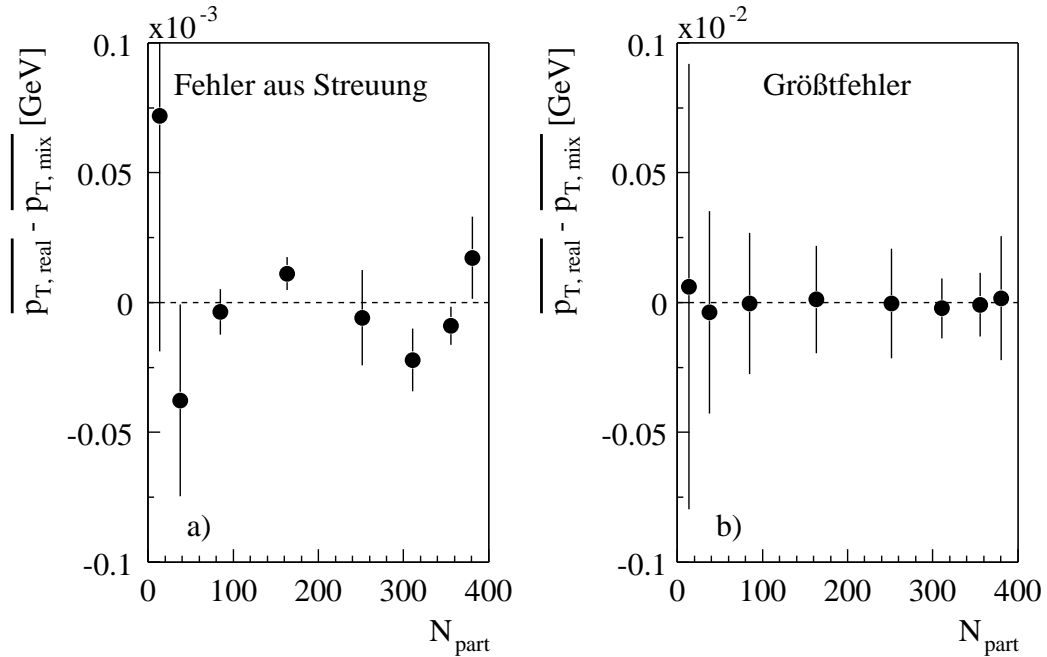 x10⁻³
p_T, real - p_T, mix [GeV]
0.1
0.05
0
-0.05
-0.1
Fehler aus Streuung
a)
0 100 200 300 400
N_part
x10⁻²
p_T, real - p_T, mix [GeV]
0.1
0.05
0
-0.05
-0.1
Größtfehler
b)
0 100 200 300 400
N_part